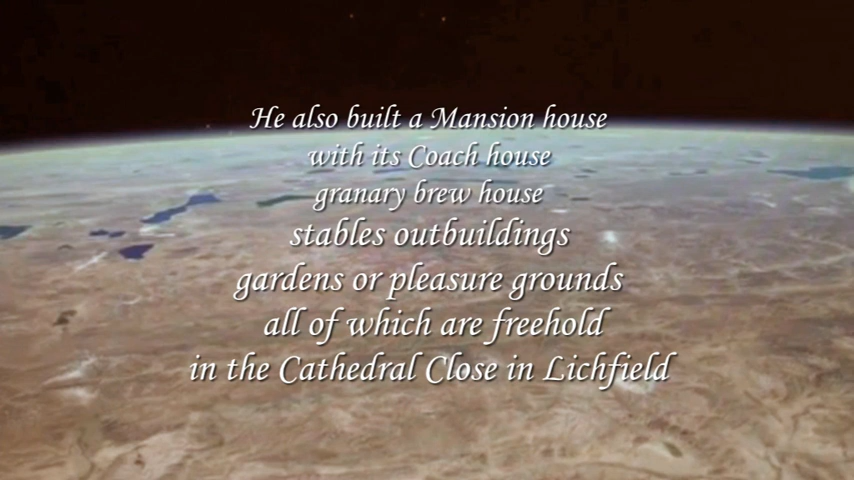 He also built a Mansion house
with its Coach house
granary brew house
stables outbuildings
gardens or pleasure grounds
all of which are freehold
in the Cathedral Close in Lichfield